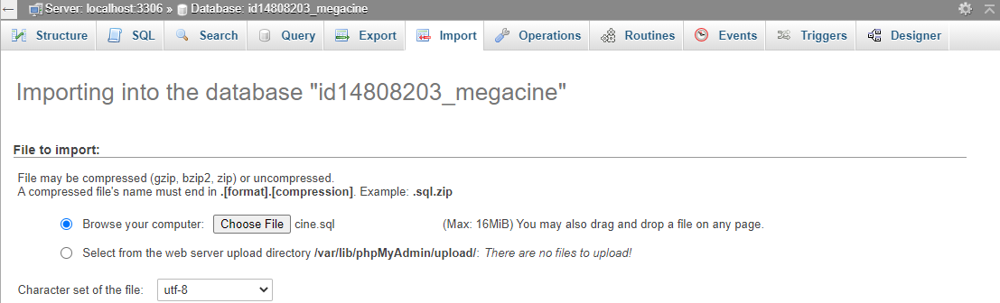 Server: localhost:3306 » Database: id14808203_megacine
Structure SQL Search Query Export Import Operations Routines Events Triggers Designer
Importing into the database "id14808203_megacine"
File to import:
File may be compressed (gzip, bzip2, zip) or uncompressed.
A compressed file's name must end in .[format].[compression]. Example: .sql.zip
Browse your computer: Choose File cine.sql (Max: 16MiB) You may also drag and drop a file on any page.
Select from the web server upload directory /var/lib/phpMyAdmin/upload/: There are no files to upload!
Character set of the file: utf-8